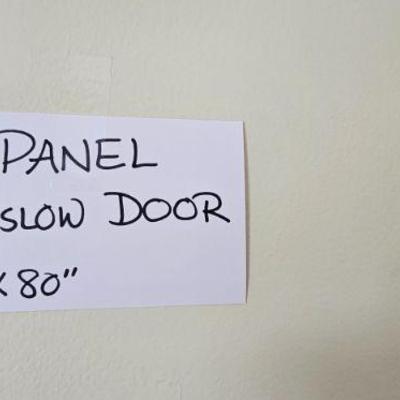 PANEL
SLOW DOOR
X 80"